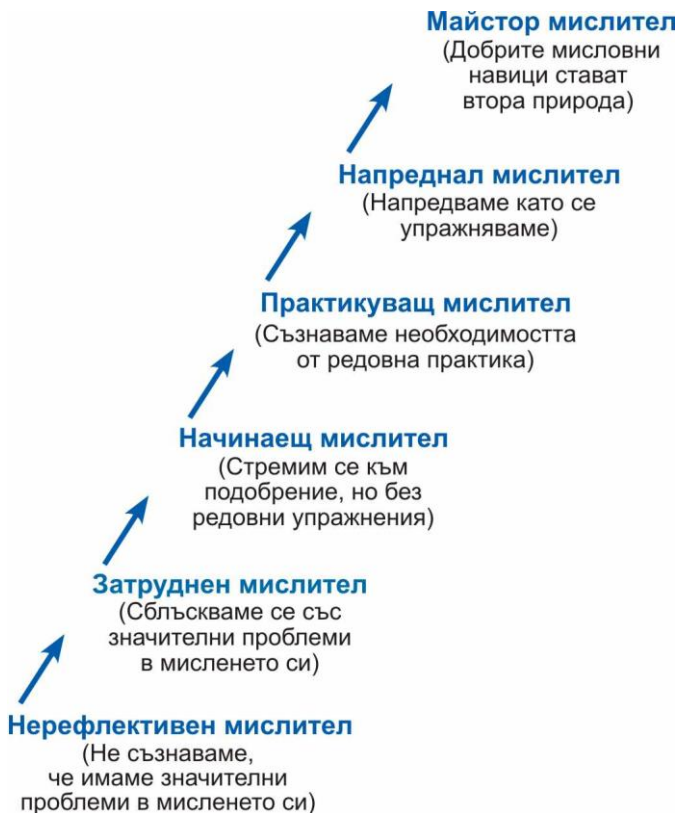 Майстор мислител
(Добрите мисловни
навици стават
втора природа)
Напреднал мислител
(Напредваме като се
упражняваме)
Практикуващ мислител
(Съзнаваме необходимостта
от редовна практика)
Начинаещ мислител
(Стремим се към
подобрение, но без
редовни упражнения)
Затруднен мислител
(Сблъскваме се със
значителни проблеми
в мисленето си)
Нерефлективен мислител
(Не съзнаваме,
че имаме значителни
проблеми в мисленето си)